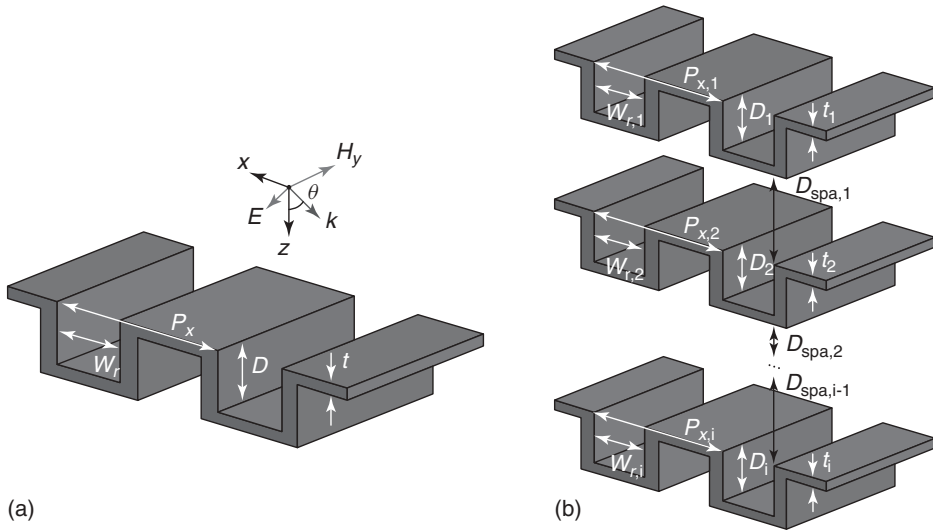 x
H_y
θ
E
k
z
P_x
W_r
D
t
(a)
P_x,1
W_r,1
D_1
t_1
D_spa,1
P_x,2
W_r,2
D_2
t_2
D_spa,2
...
D_spa,i-1
P_x,i
W_r,i
D_i
t_i
(b)